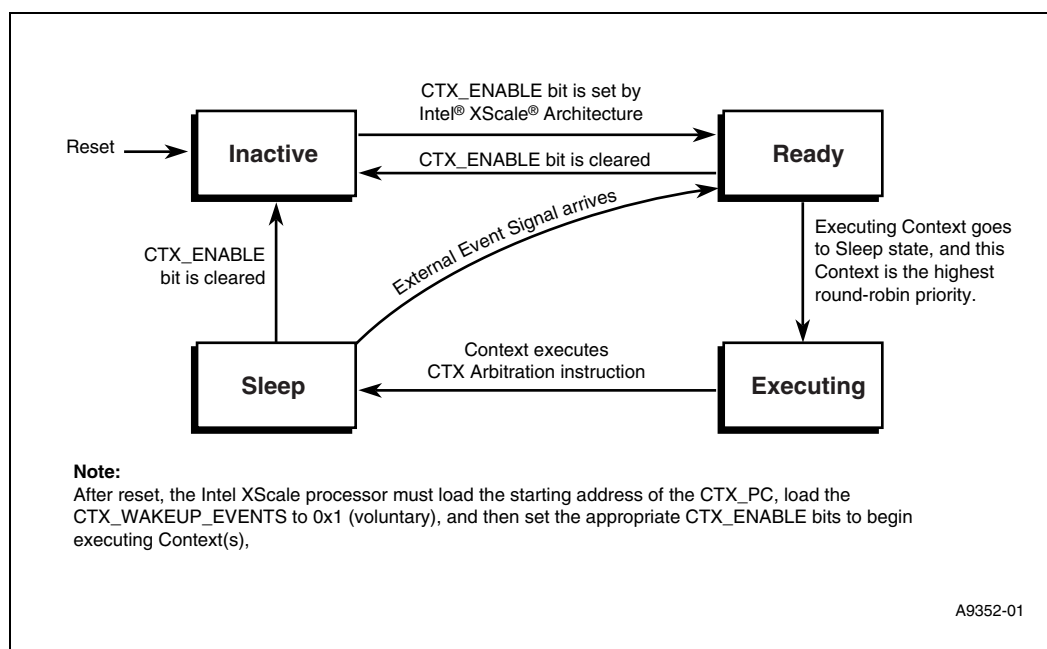 CTX_ENABLE bit is set by
Intel® XScale® Architecture
Reset
Inactive
Ready
CTX_ENABLE bit is cleared
External Event Signal arrives
CTX_ENABLE
bit is cleared
Executing Context goes
to Sleep state, and this
Context is the highest
round-robin priority.
Sleep
Context executes
CTX Arbitration instruction
Executing
Note:
After reset, the Intel XScale processor must load the starting address of the CTX_PC, load the
CTX_WAKEUP_EVENTS to 0x1 (voluntary), and then set the appropriate CTX_ENABLE bits to begin
executing Context(s),
A9352-01